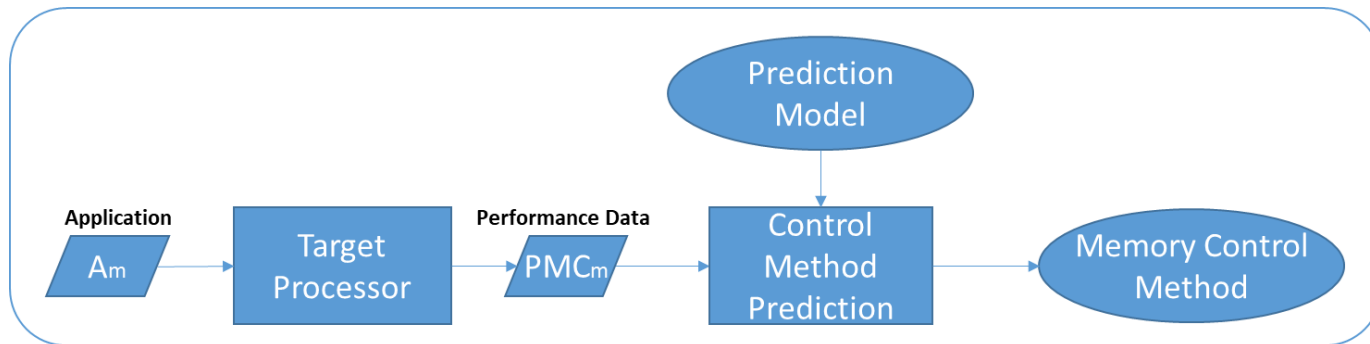 Prediction
Model
Application
Performance Data
Am
Target
Processor
PMCm
Control
Method
Prediction
Memory Control
Method